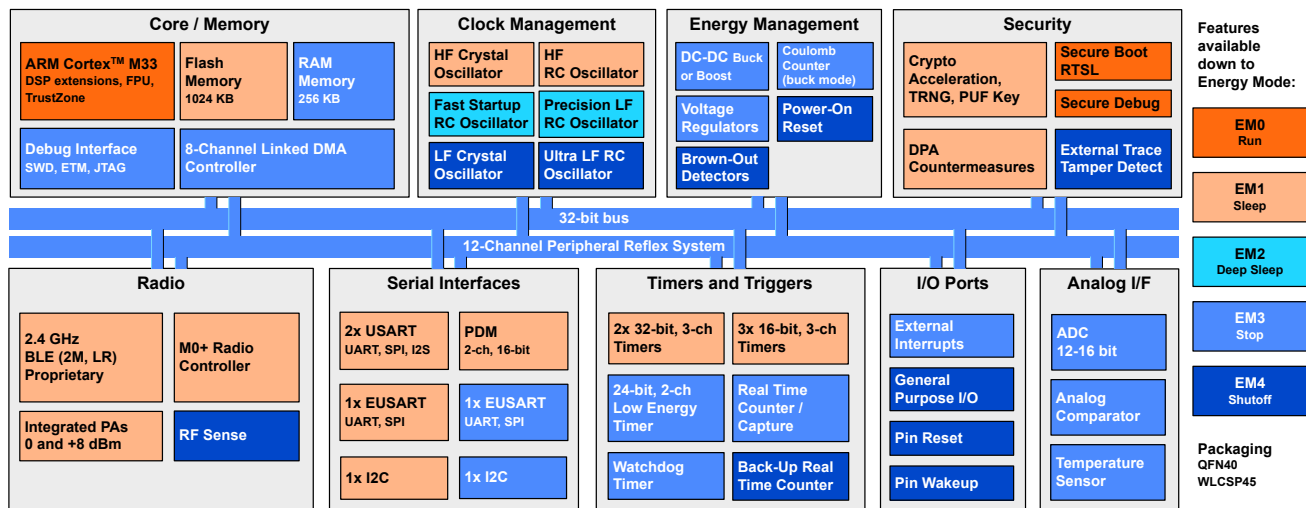 Core / Memory
ARM Cortex™ M33
DSP extensions, FPU,
TrustZone
Flash
Memory
1024 KB
RAM
Memory
256 KB
Debug Interface
SWD, ETM, JTAG
8-Channel Linked DMA
Controller
Clock Management
HF Crystal
Oscillator
HF
RC Oscillator
Fast Startup
RC Oscillator
Precision LF
RC Oscillator
LF Crystal
Oscillator
Ultra LF RC
Oscillator
Energy Management
DC-DC Buck
or Boost
Coulomb
Counter
(buck mode)
Voltage
Regulators
Power-On
Reset
Brown-Out
Detectors
Security
Crypto
Acceleration,
TRNG, PUF Key
Secure Boot
RTSL
Secure Debug
DPA
Countermeasures
External Trace
Tamper Detect
Features
available
down to
Energy Mode:
EM0
Run
EM1
Sleep
EM2
Deep Sleep
EM3
Stop
EM4
Shutoff
Packaging
QFN40
WLCSP45
32-bit bus
12-Channel Peripheral Reflex System
Radio
2.4 GHz
BLE (2M, LR)
Proprietary
M0+ Radio
Controller
Integrated PAs
0 and +8 dBm
RF Sense
Serial Interfaces
2x USART
UART, SPI, I2S
PDM
2-ch, 16-bit
1x EUSART
UART, SPI
1x EUSART
UART, SPI
1x I2C
1x I2C
Timers and Triggers
2x 32-bit, 3-ch
Timers
3x 16-bit, 3-ch
Timers
24-bit, 2-ch
Low Energy
Timer
Real Time
Counter /
Capture
Watchdog
Timer
Back-Up Real
Time Counter
I/O Ports
External
Interrupts
General
Purpose I/O
Pin Reset
Pin Wakeup
Analog I/F
ADC
12-16 bit
Analog
Comparator
Temperature
Sensor